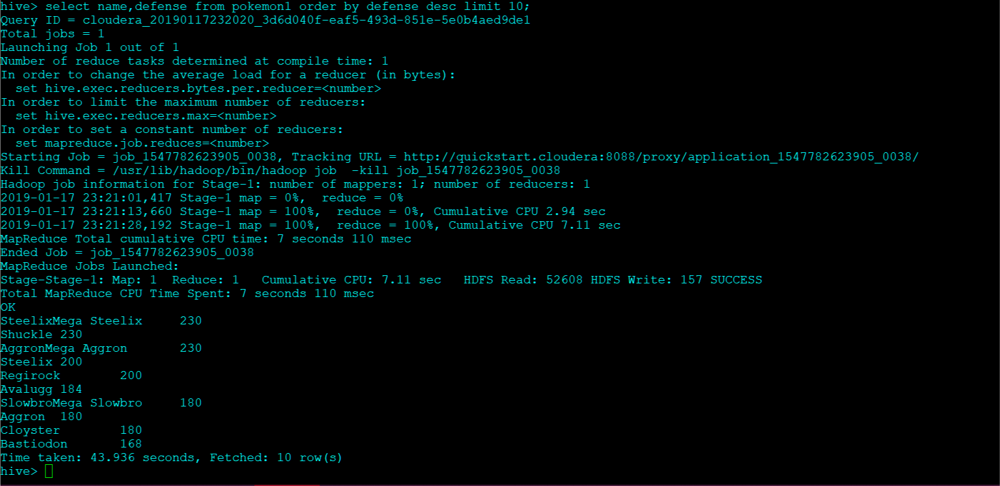 hive> select name,defense from pokemon1 order by defense desc limit 10;
Query ID = cloudera_20190117232020_3d6d040f-eaf5-493d-851e-5e0b4aed9de1
Total jobs = 1
Launching Job 1 out of 1
Number of reduce tasks determined at compile time: 1
In order to change the average load for a reducer (in bytes):
  set hive.exec.reducers.bytes.per.reducer=<number>
In order to limit the maximum number of reducers:
  set hive.exec.reducers.max=<number>
In order to set a constant number of reducers:
  set mapreduce.job.reduces=<number>
Starting Job = job_1547782623905_0038, Tracking URL = http://quickstart.cloudera:8088/proxy/application_1547782623905_0038/
Kill Command = /usr/lib/hadoop/bin/hadoop job  -kill job_1547782623905_0038
Hadoop job information for Stage-1: number of mappers: 1; number of reducers: 1
2019-01-17 23:21:01,417 Stage-1 map = 0%,  reduce = 0%
2019-01-17 23:21:13,660 Stage-1 map = 100%,  reduce = 0%, Cumulative CPU 2.94 sec
2019-01-17 23:21:28,192 Stage-1 map = 100%,  reduce = 100%, Cumulative CPU 7.11 sec
MapReduce Total cumulative CPU time: 7 seconds 110 msec
Ended Job = job_1547782623905_0038
MapReduce Jobs Launched:
Stage-Stage-1: Map: 1  Reduce: 1   Cumulative CPU: 7.11 sec   HDFS Read: 52608 HDFS Write: 157 SUCCESS
Total MapReduce CPU Time Spent: 7 seconds 110 msec
OK
SteelixMega Steelix     230
Shuckle 230
AggronMega Aggron       230
Steelix 200
Regirock        200
Avalugg 184
SlowbroMega Slowbro     180
Aggron  180
Cloyster        180
Bastiodon       168
Time taken: 43.936 seconds, Fetched: 10 row(s)
hive>